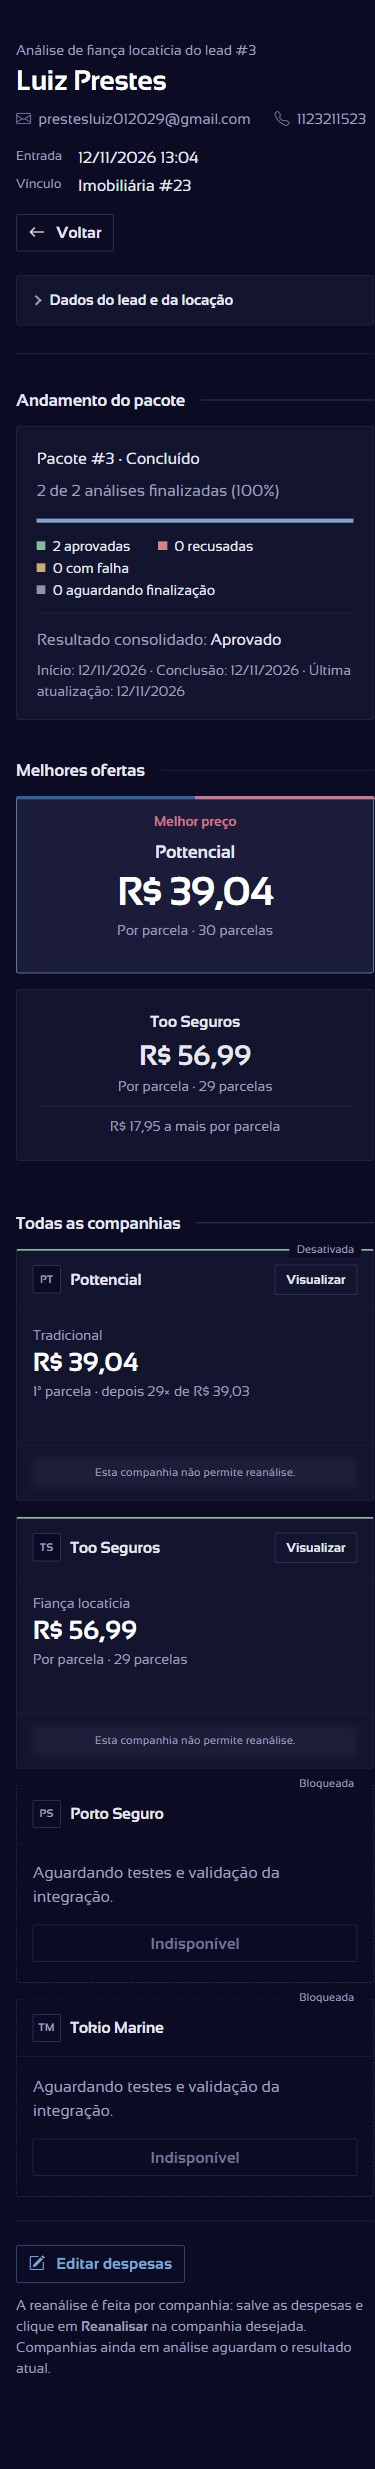 Análise de fiança locatícia do lead #3
Luiz Prestes
prestesluiz012029@gmail.com 1123211523
Entrada 12/11/2026 13:04
Vínculo Imobiliária #23
Voltar
Dados do lead e da locação
Andamento do pacote
Pacote #3 · Concluído
2 de 2 análises finalizadas (100%)
2 aprovadas 0 recusadas
0 com falha
0 aguardando finalização
Resultado consolidado: Aprovado
Início: 12/11/2026 · Conclusão: 12/11/2026 · Última
atualização: 12/11/2026
Melhores ofertas
Melhor preço
Pottencial
R$ 39,04
Por parcela · 30 parcelas
Too Seguros
R$ 56,99
Por parcela · 29 parcelas
R$ 17,95 a mais por parcela
Todas as companhias
Desativada
PT Pottencial Visualizar
Tradicional
R$ 39,04
1ª parcela · depois 29× de R$ 39,03
Esta companhia não permite reanálise.
TS Too Seguros Visualizar
Fiança locatícia
R$ 56,99
Por parcela · 29 parcelas
Esta companhia não permite reanálise.
Bloqueada
PS Porto Seguro
Aguardando testes e validação da
integração.
Indisponível
Bloqueada
TM Tokio Marine
Aguardando testes e validação da
integração.
Indisponível
Editar despesas
A reanálise é feita por companhia: salve as despesas e
clique em Reanalisar na companhia desejada.
Companhias ainda em análise aguardam o resultado
atual.